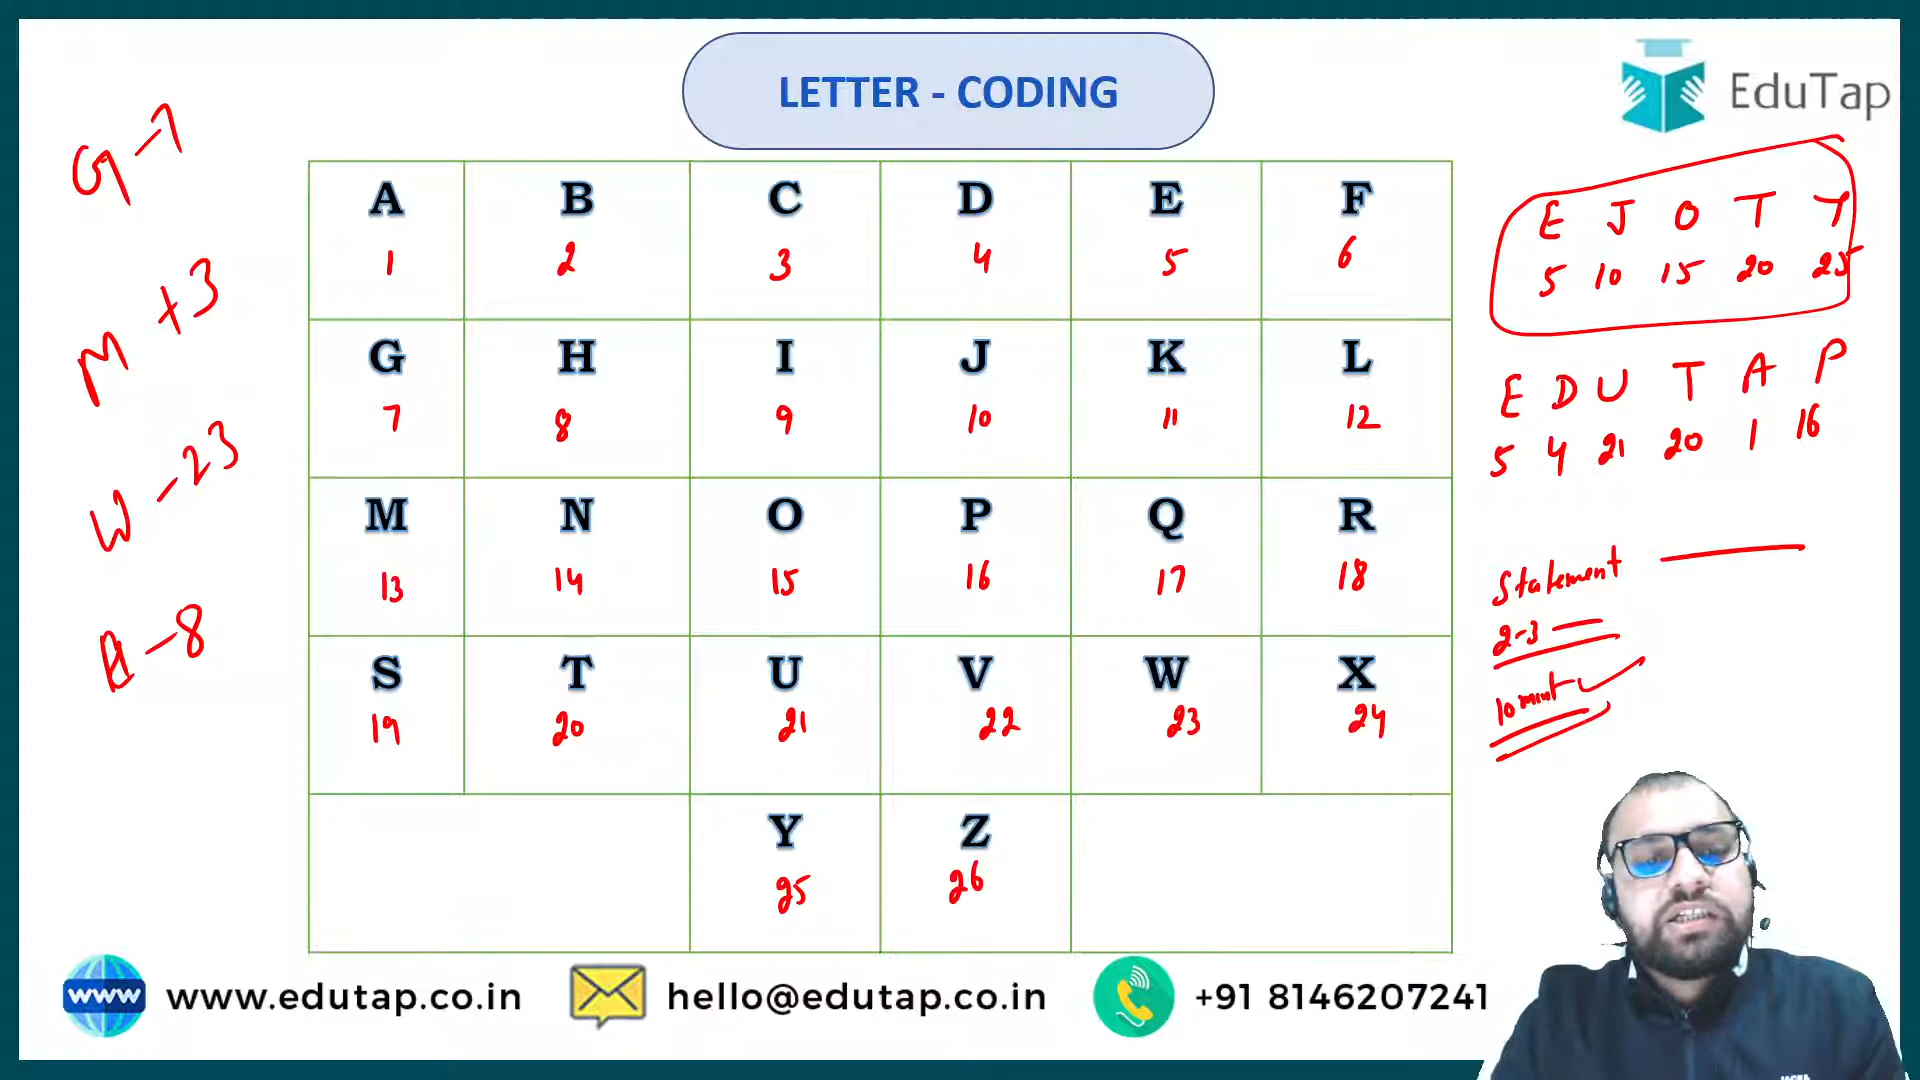 LETTER - CODING
EduTap
G-7
M +3
W-23
H-8
A B C D E F
1 2 3 4 5 6
G H I J K L
7 8 9 10 11 12
M N O P Q R
13 14 15 16 17 18
S T U V W X
19 20 21 22 23 24
Y Z
25 26
E J O T Y
5 10 15 20 25
E D U T A P
5 4 21 20 1 16
Statement
2-3
10 mint
www
www.edutap.co.in
hello@edutap.co.in
+91 8146207241